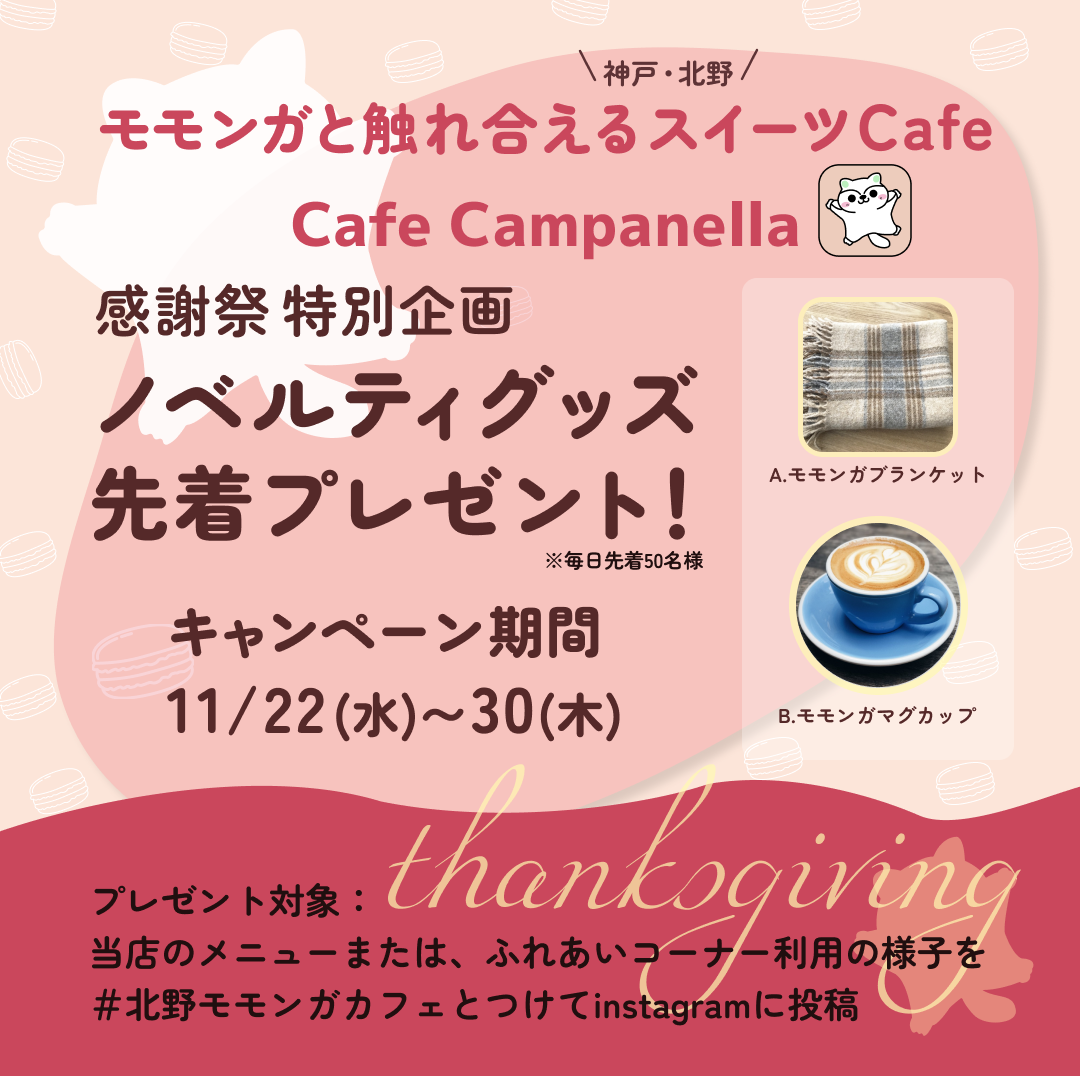 神戸・北野
モモンガと触れ合えるスイーツCafe
Cafe Campanella
感謝祭 特別企画
ノベルティグッズ
先着プレゼント!
※毎日先着50名様
キャンペーン期間
11/22(水)〜30(木)
A.モモンガブランケット
B.モモンガマグカップ
thanksgiving
プレゼント対象:
当店のメニューまたは、ふれあいコーナー利用の様子を
#北野モモンガカフェとつけてinstagramに投稿